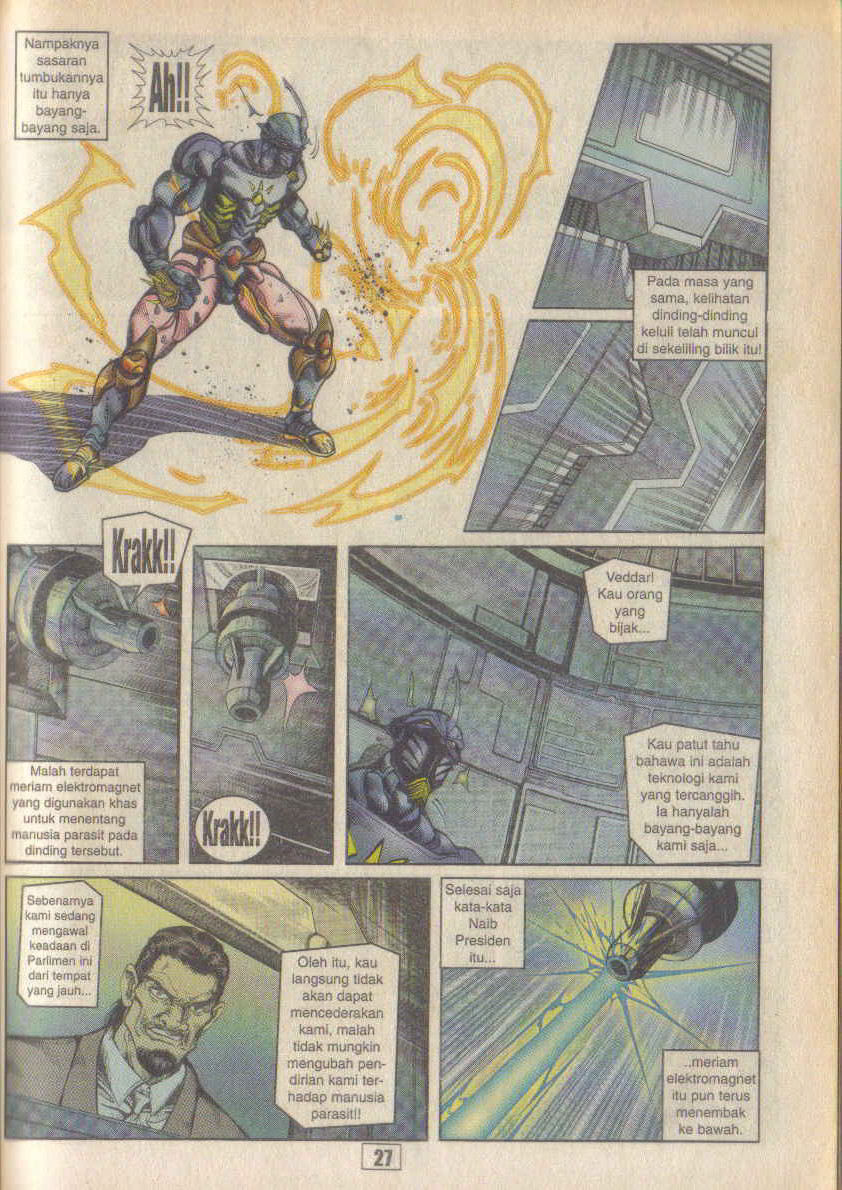 Nampaknya
sasaran
tumbukannya
itu hanya
bayang-
bayang saja.
Ah!!
Pada masa yang
sama, kelihatan
dinding-dinding
keluli telah muncul
di sekeliling bilik itu!
Krakk!!
Malah terdapat
meriam elektromagnet
yang digunakan khas
untuk menentang
manusia parasit pada
dinding tersebut.
Krakk!!
Veddar!
Kau orang
yang
bijak...
Kau patut tahu
bahawa ini adalah
teknologi kami
yang tercanggih.
Ia hanyalah
bayang-bayang
kami saja...
Sebenarnya
kami sedang
mengawal
keadaan di
Parlimen ini
dari tempat
yang jauh...
Oleh itu, kau
langsung tidak
akan dapat
mencederakan
kami, malah
tidak mungkin
mengubah pen-
dirian kami ter-
hadap manusia
parasit!!
Selesai saja
kata-kata
Naib
Presiden
itu...
..meriam
elektromagnet
itu pun terus
menembak
ke bawah.
27